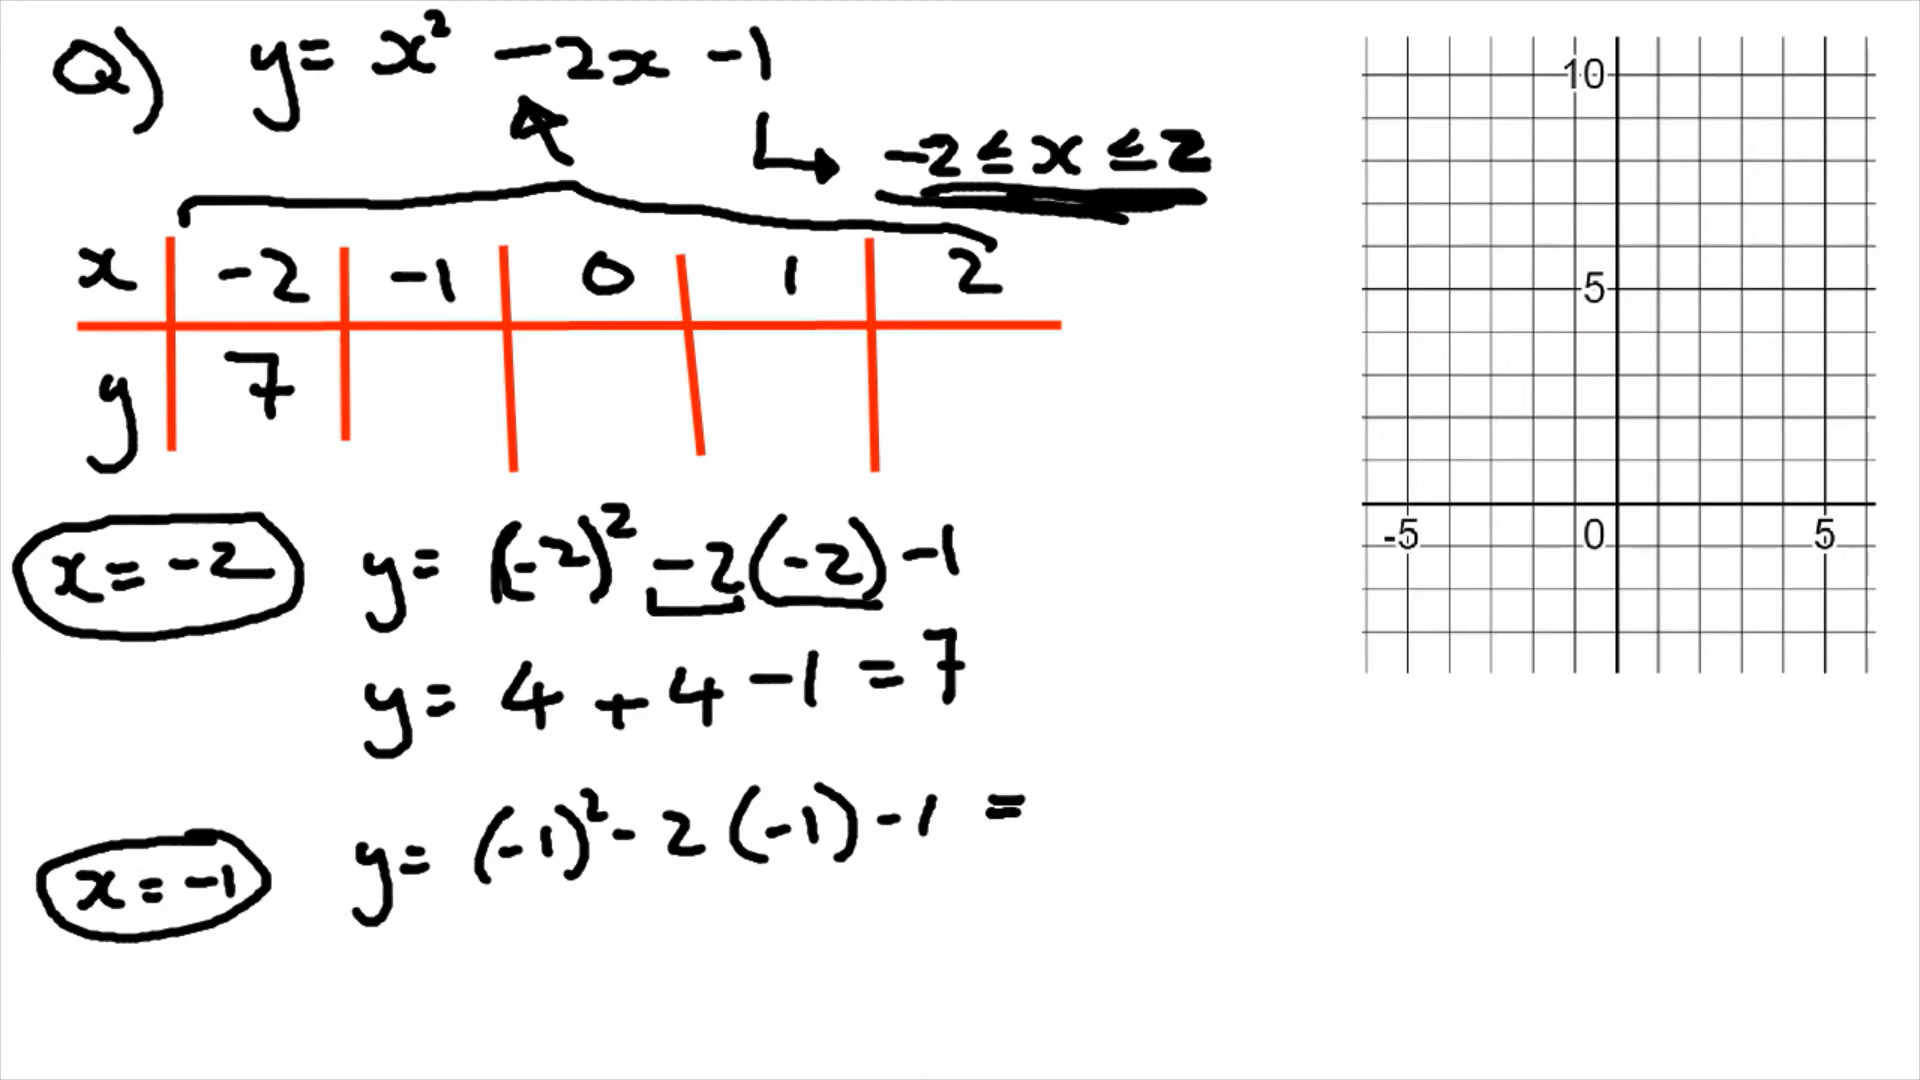 Q) y = x² - 2x - 1
-2 ≤ x ≤ 2
x -2 -1 0 1 2
y 7
x = -2 y = (-2)² -2(-2) -1
y = 4 + 4 - 1 = 7
x = -1 y = (-1)² - 2(-1) - 1 =
10
5
-5 0 5